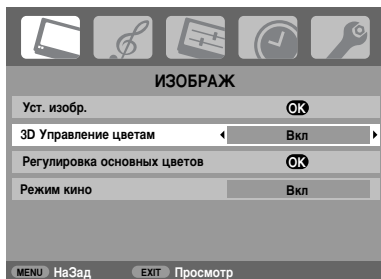 ИЗОБРАЖ
Уст. изобр. OK
3D Управление цветам Вкл
Регулировка основных цветов OK
Режим кино Вкл
MENU НаЗад EXIT Просмотр